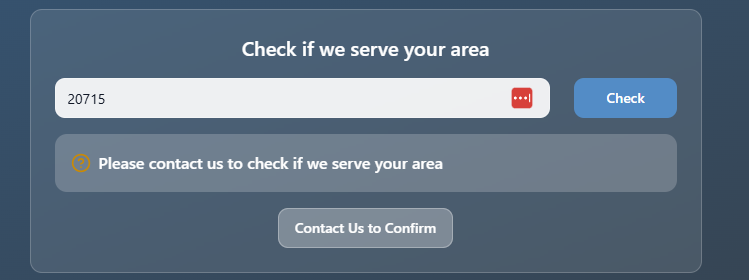 Check if we serve your area
20715
Check
Please contact us to check if we serve your area
Contact Us to Confirm